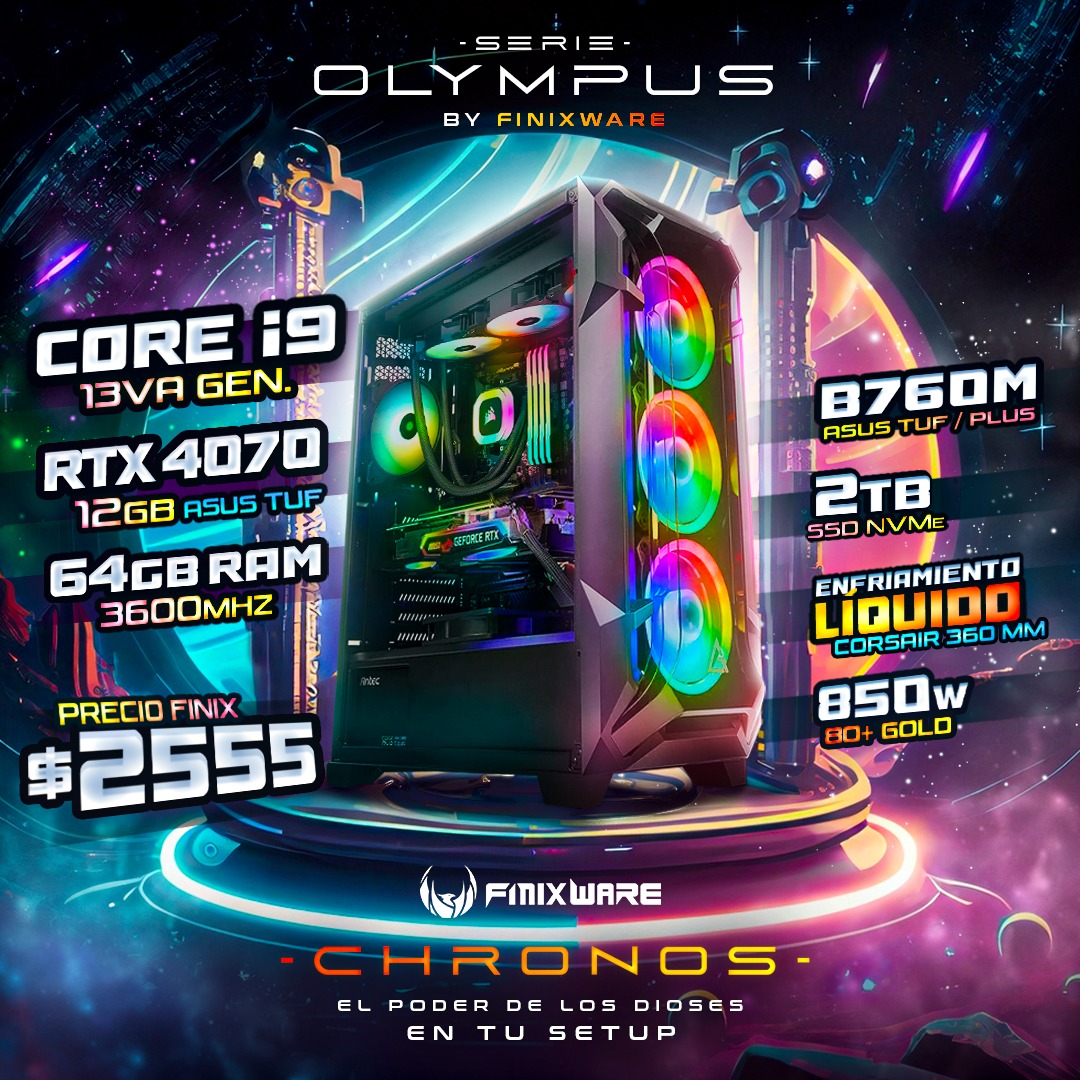 - SERIE -
OLYMPUS
BY FINIXWARE
CORE i9
13VA GEN.
RTX 4070
12GB ASUS TUF
64GB RAM
3600MHZ
PRECIO FINIX
$2555
B760M
ASUS TUF / PLUS
2TB
SSD NVMe
ENFRIAMIENTO
LÍQUIDO
CORSAIR 360 MM
850W
80+ GOLD
GEFORCE RTX
Antec
FINIXWARE
- CHRONOS -
EL PODER DE LOS DIOSES
EN TU SETUP